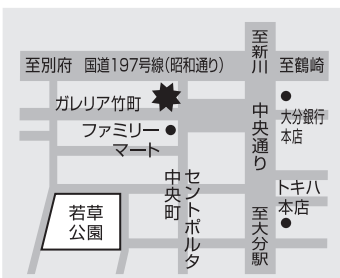 至新川
至別府 国道197号線(昭和通り) 至鶴崎
ガレリア竹町
中央通り
大分銀行
本店
ファミリー
マート
セントポルタ
中央町
トキハ
本店
若草
公園
至大分駅